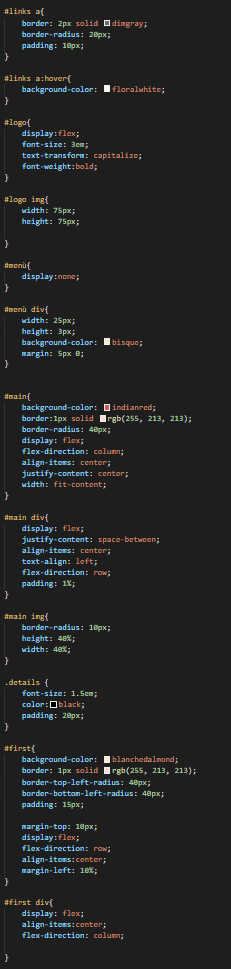 #links a{
border: 2px solid dimgray;
border-radius: 20px;
padding: 10px;
}
#links a:hover{
background-color: floralwhite;
}
#logo{
display:flex;
font-size: 3em;
text-transform: capitalize;
font-weight:bold;
}
#logo img{
width: 75px;
height: 75px;
}
#menù{
display:none;
}
#menù div{
width: 25px;
height: 3px;
background-color: bisque;
margin: 5px 0;
}
#main{
background-color: indianred;
border:1px solid rgb(255, 213, 213);
border-radius: 40px;
display: flex;
flex-direction: column;
align-items: center;
justify-content: center;
width: fit-content;
}
#main div{
display: flex;
justify-content: space-between;
align-items: center;
text-align: left;
flex-direction: row;
padding: 1%;
}
#main img{
border-radius: 10px;
height: 40%;
width: 40%;
}
.details {
font-size: 1.5em;
color:black;
padding: 20px;
}
#first{
background-color: blanchedalmond;
border: 1px solid rgb(255, 213, 213);
border-top-left-radius: 40px;
border-bottom-left-radius: 40px;
padding: 15px;
margin-top: 10px;
display:flex;
flex-direction: row;
align-items:center;
margin-left: 10%;
}
#first div{
display: flex;
align-items:center;
flex-direction: column;
}